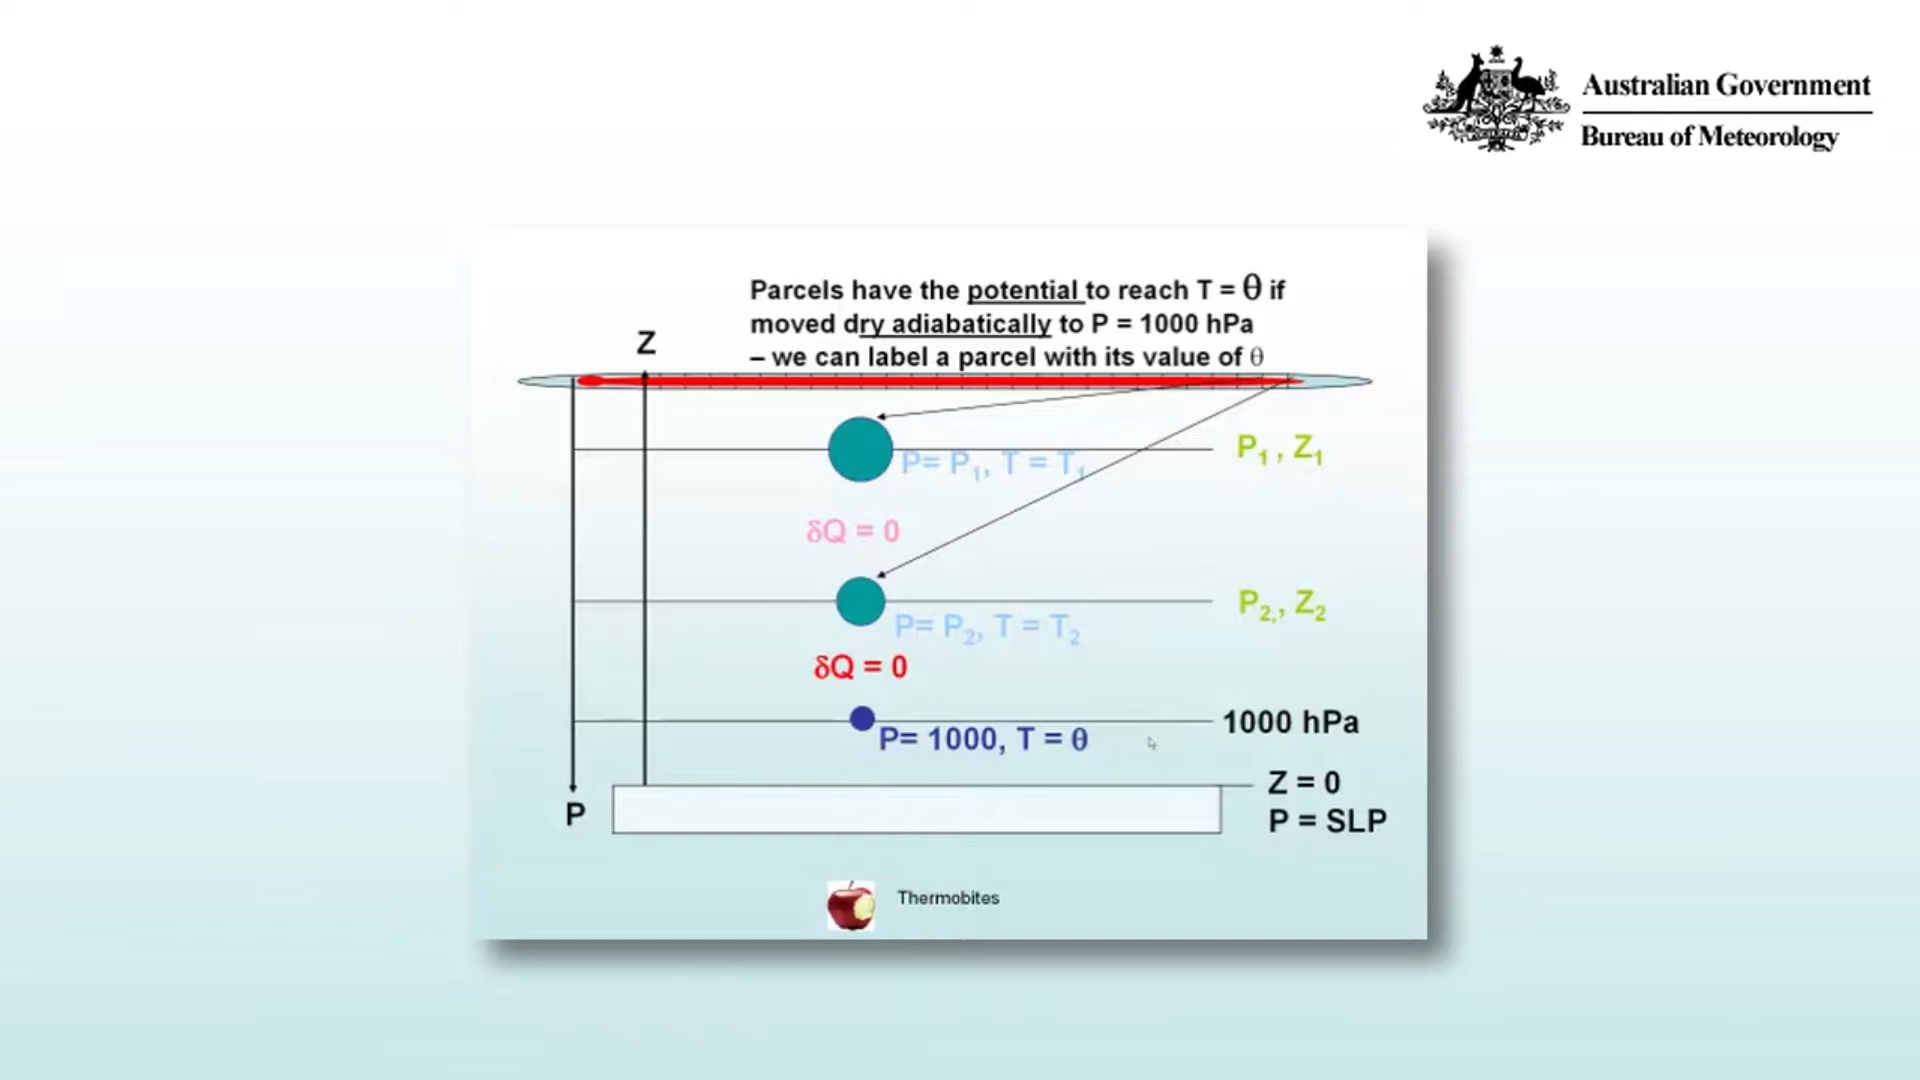 Australian Government
Bureau of Meteorology
Parcels have the potential to reach T = θ if
moved dry adiabatically to P = 1000 hPa
– we can label a parcel with its value of θ
Z
P₁, Z₁
P= P₁, T = T₁
δQ = 0
P₂,, Z₂
P= P₂, T = T₂
δQ = 0
1000 hPa
P= 1000, T = θ
Z = 0
P
P = SLP
Thermobites